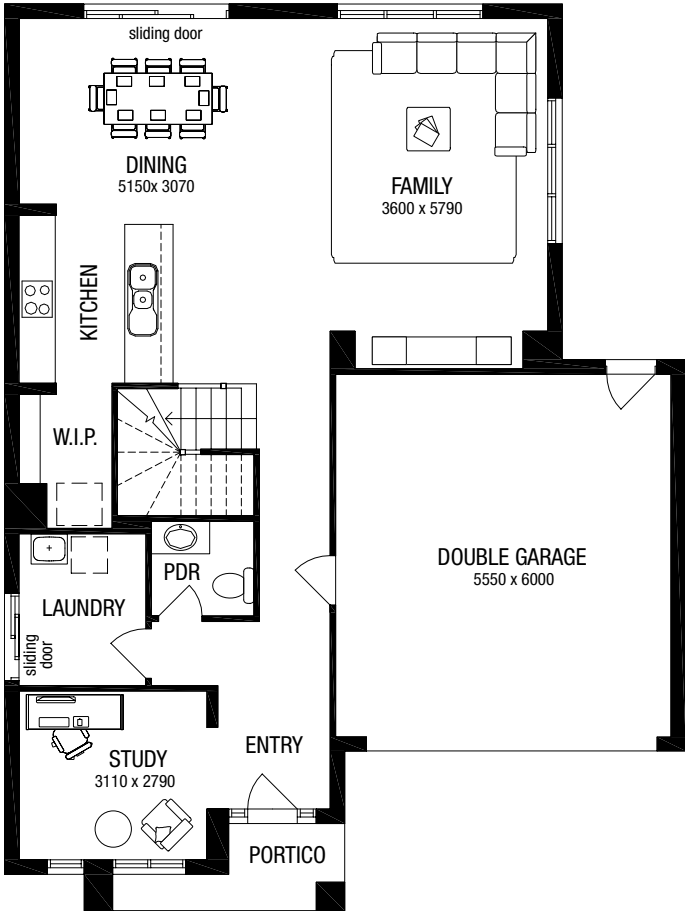 sliding door
DINING
5150x 3070
FAMILY
3600 x 5790
KITCHEN
W.I.P.
PDR
DOUBLE GARAGE
5550 x 6000
LAUNDRY
sliding
door
ENTRY
STUDY
3110 x 2790
PORTICO